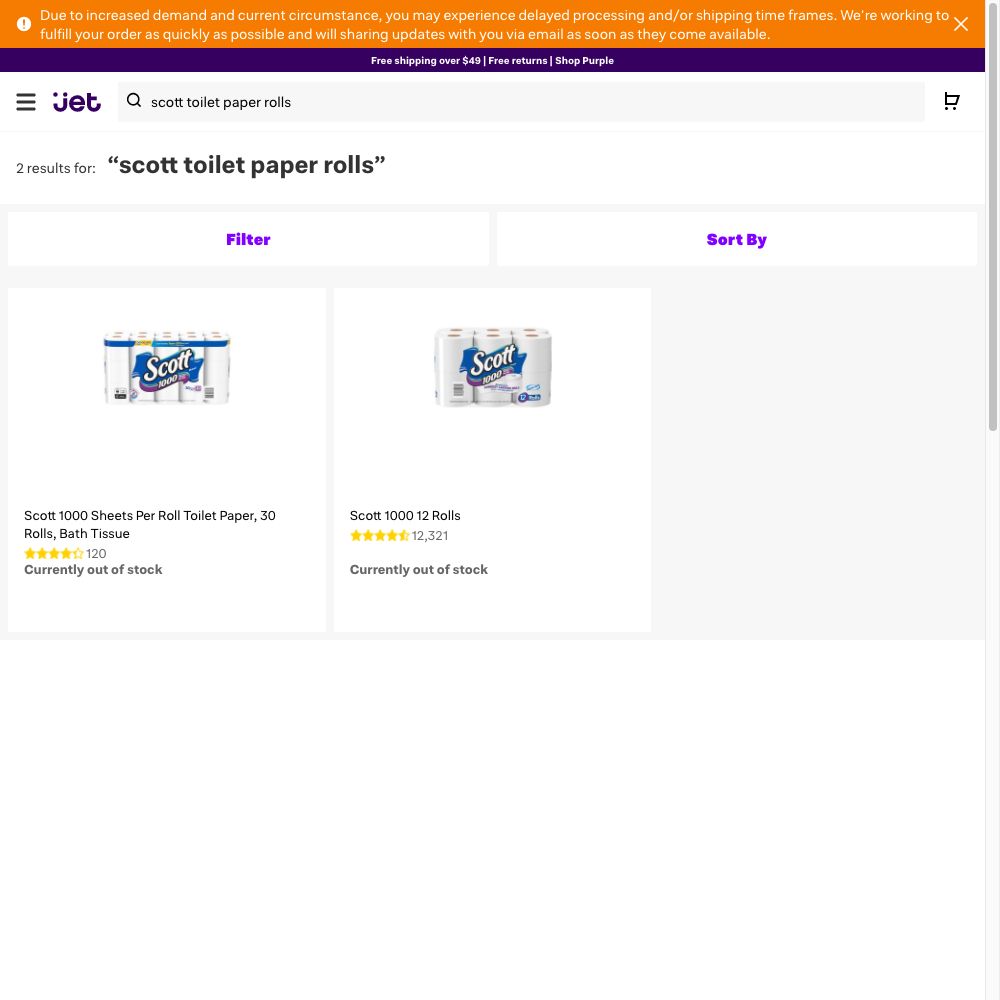 Due to increased demand and current circumstance, you may experience delayed processing and/or shipping time frames. We're working to
fulfill your order as quickly as possible and will sharing updates with you via email as soon as they come available.
Free shipping over $49 | Free returns | Shop Purple
jet
scott toilet paper rolls
2 results for: “scott toilet paper rolls”
Filter
Sort By
Scott
1000
Scott
1000
12
Scott 1000 Sheets Per Roll Toilet Paper, 30
Rolls, Bath Tissue
120
Currently out of stock
Scott 1000 12 Rolls
12,321
Currently out of stock